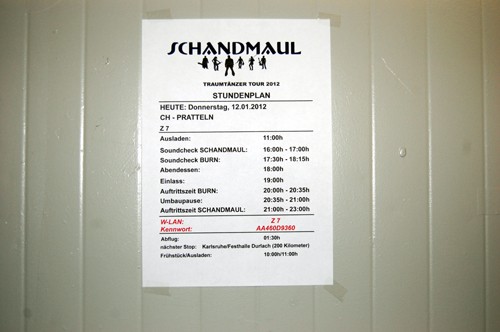 SCHANDMAUL
TRAUMTÄNZER TOUR 2012
STUNDENPLAN
HEUTE: Donnerstag, 12.01.2012
CH - PRATTELN
Z 7
Ausladen: 11:00h
Soundcheck SCHANDMAUL: 16:00h - 17:00h
Soundcheck BURN: 17:30h - 18:15h
Abendessen: 18:00h
Einlass: 19:00h
Auftrittszeit BURN: 20:00h - 20:35h
Umbaupause: 20:35h - 21:00h
Auftrittszeit SCHANDMAUL: 21:00h - 23:00h
W-LAN: Z 7
Kennwort: AA460D9360
Abflug: 01:30h
nächster Stop: Karlsruhe/Festhalle Durlach (200 Kilometer)
Frühstück/Ausladen: 10:00h/11:00h